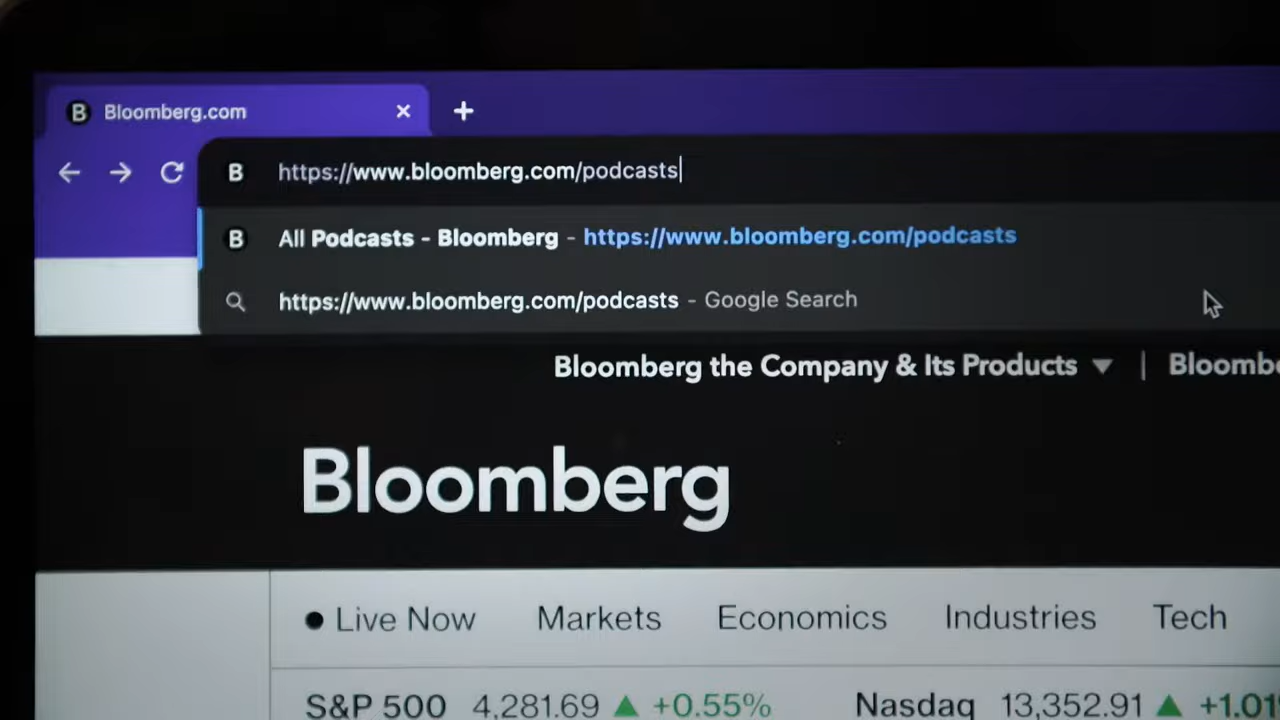 B Bloomberg.com
B https://www.bloomberg.com/podcasts
B All Podcasts - Bloomberg - https://www.bloomberg.com/podcasts
https://www.bloomberg.com/podcasts - Google Search
Bloomberg the Company & Its Products ▼ |
Bloomberg
Live Now Markets Economics Industries Tech
S&P 500 4,281.69 ▲ +0.55% Nasdaq 13,352.91 ▲